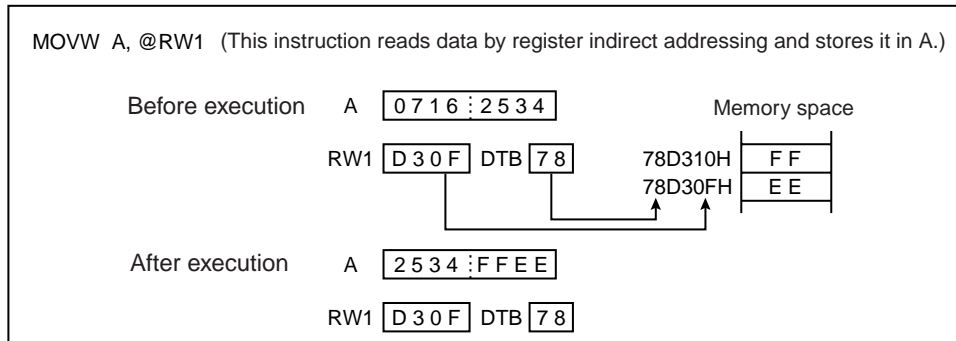 MOVW A, @RW1 (This instruction reads data by register indirect addressing and stores it in A.)
Before execution A 0716 2534 Memory space
RW1 D30F DTB 78 78D310H FF
78D30FH EE
After execution A 2534 FFEE
RW1 D30F DTB 78